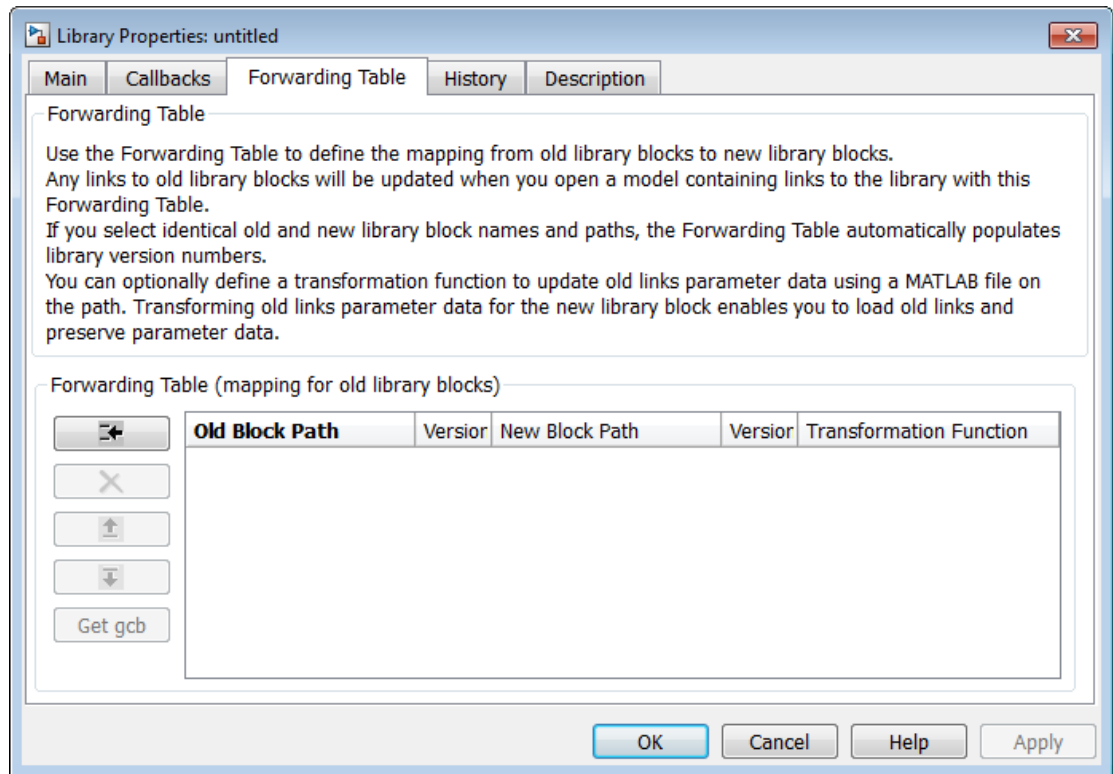 Library Properties: untitled
Main Callbacks Forwarding Table History Description
Forwarding Table
Use the Forwarding Table to define the mapping from old library blocks to new library blocks.
Any links to old library blocks will be updated when you open a model containing links to the library with this
Forwarding Table.
If you select identical old and new library block names and paths, the Forwarding Table automatically populates
library version numbers.
You can optionally define a transformation function to update old links parameter data using a MATLAB file on
the path. Transforming old links parameter data for the new library block enables you to load old links and
preserve parameter data.
Forwarding Table (mapping for old library blocks)
Old Block Path Version New Block Path Version Transformation Function
Get gcb
OK Cancel Help Apply